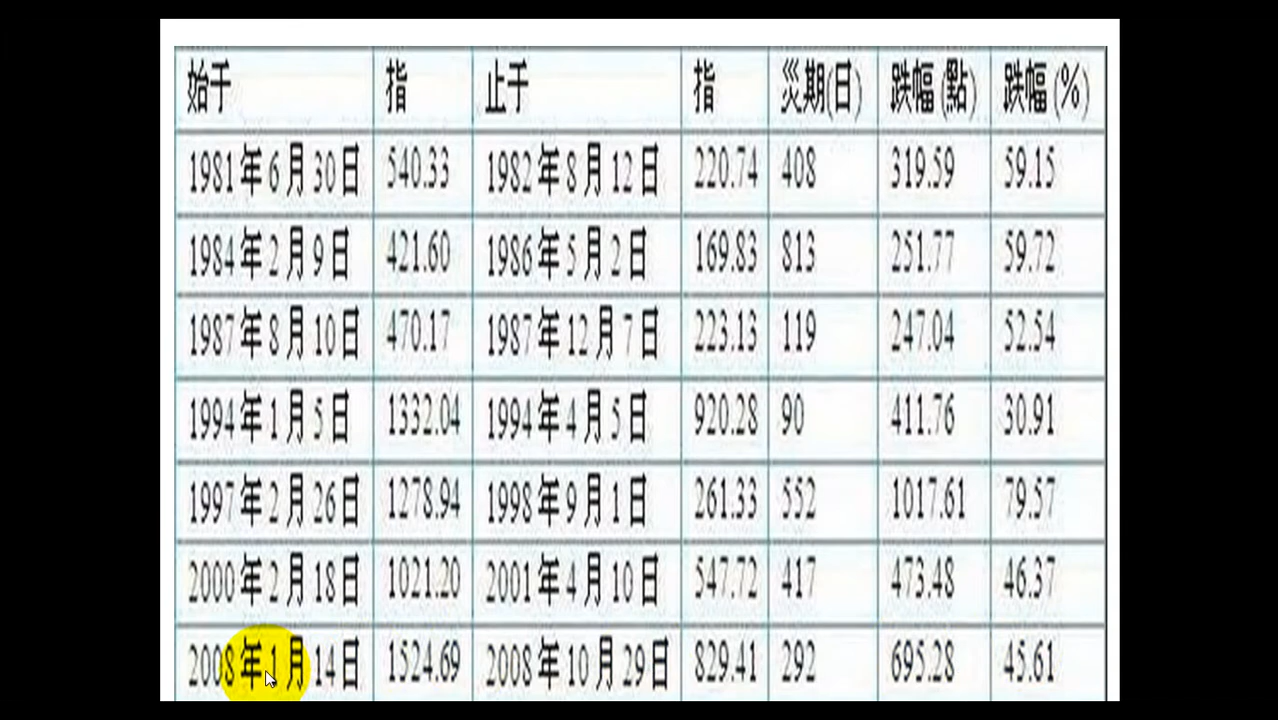 始于 指 止于 指 災期(日) 跌幅(點) 跌幅(%)
1981年6月30日 540.33 1982年8月12日 220.74 408 319.59 59.15
1984年2月9日 421.60 1986年5月2日 169.83 813 251.77 59.72
1987年8月10日 470.17 1987年12月7日 223.13 119 247.04 52.54
1994年1月5日 1332.04 1994年4月5日 920.28 90 411.76 30.91
1997年2月26日 1278.94 1998年9月1日 261.33 552 1017.61 79.57
2000年2月18日 1021.20 2001年4月10日 547.72 417 473.48 46.37
2008年1月14日 1524.69 2008年10月29日 829.41 292 695.28 45.61